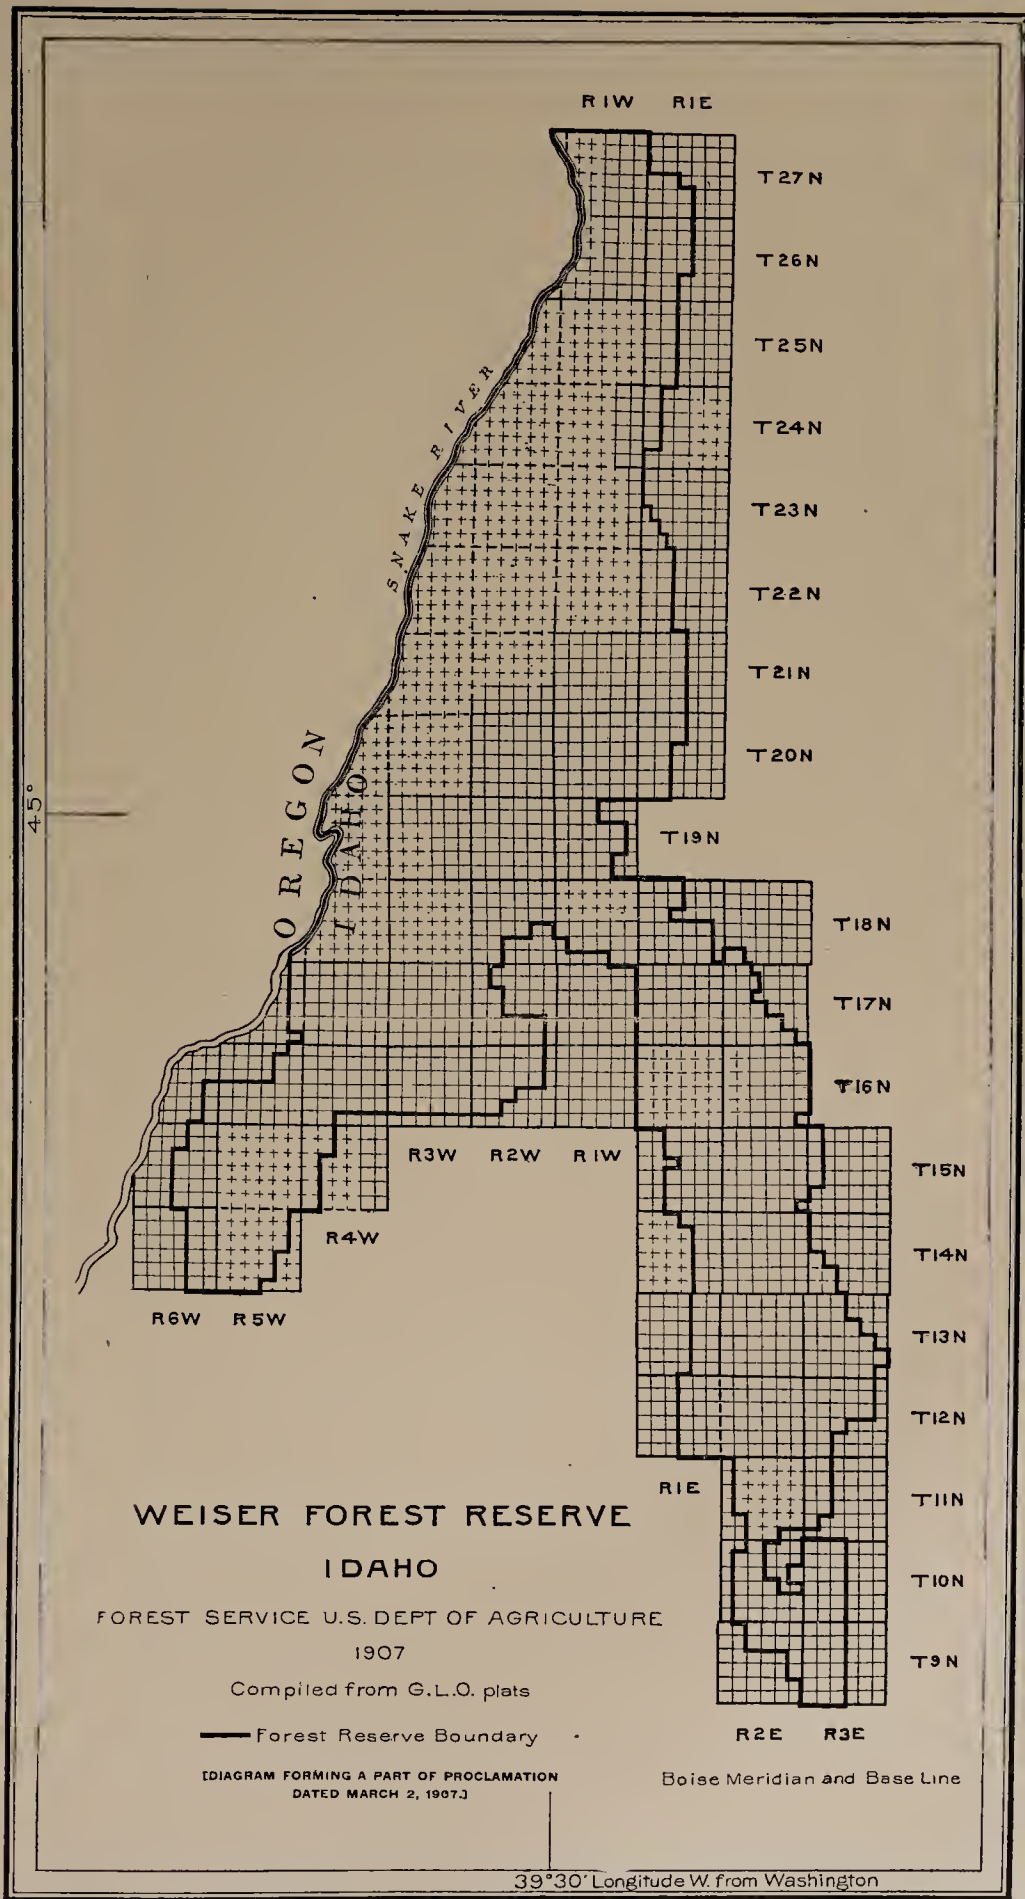 R1W R1E
T27N
T26N
T25N
T24N
T23N
T22N
T21N
T20N
T19N
T18N
T17N
T16N
T15N
T14N
T13N
T12N
T11N
T10N
T9N
SNAKE RIVER
OREGON
IDAHO
45°
R3W R2W R1W
R4W
R6W R5W
R1E
R2E R3E
WEISER FOREST RESERVE
IDAHO
FOREST SERVICE U.S. DEPT OF AGRICULTURE
1907
Compiled from G.L.O. plats
Forest Reserve Boundary
[DIAGRAM FORMING A PART OF PROCLAMATION
DATED MARCH 2, 1907.]
Boise Meridian and Base Line
39°30' Longitude W. from Washington